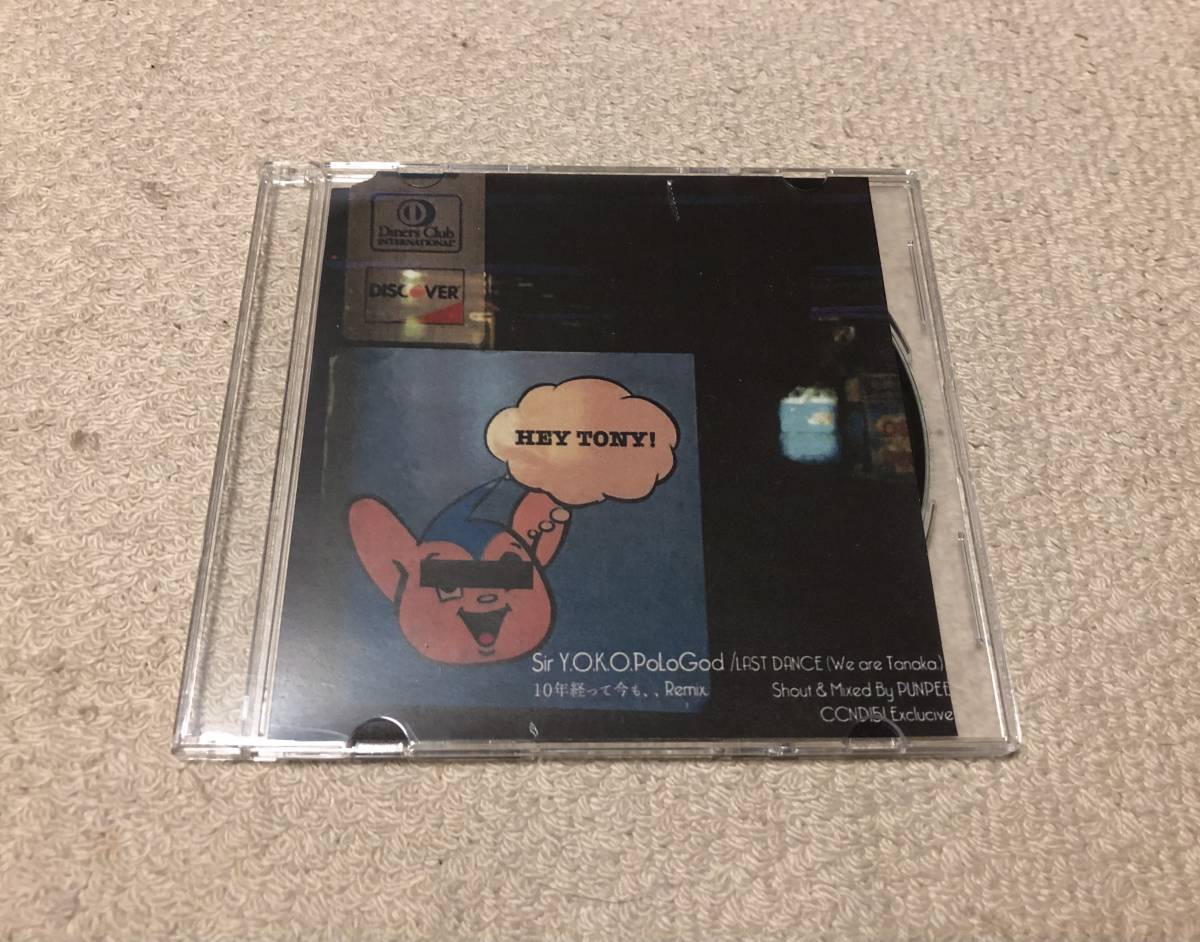 Diners Club
INTERNATIONAL
DISCOVER
HEY TONY!
Sir Y.O.K.O.PoLoGod /LAST DANCE (We are Tanaka)
10年経って今も、、Remix
Shout & Mixed By PUNPEE
CCND151 Exclucive